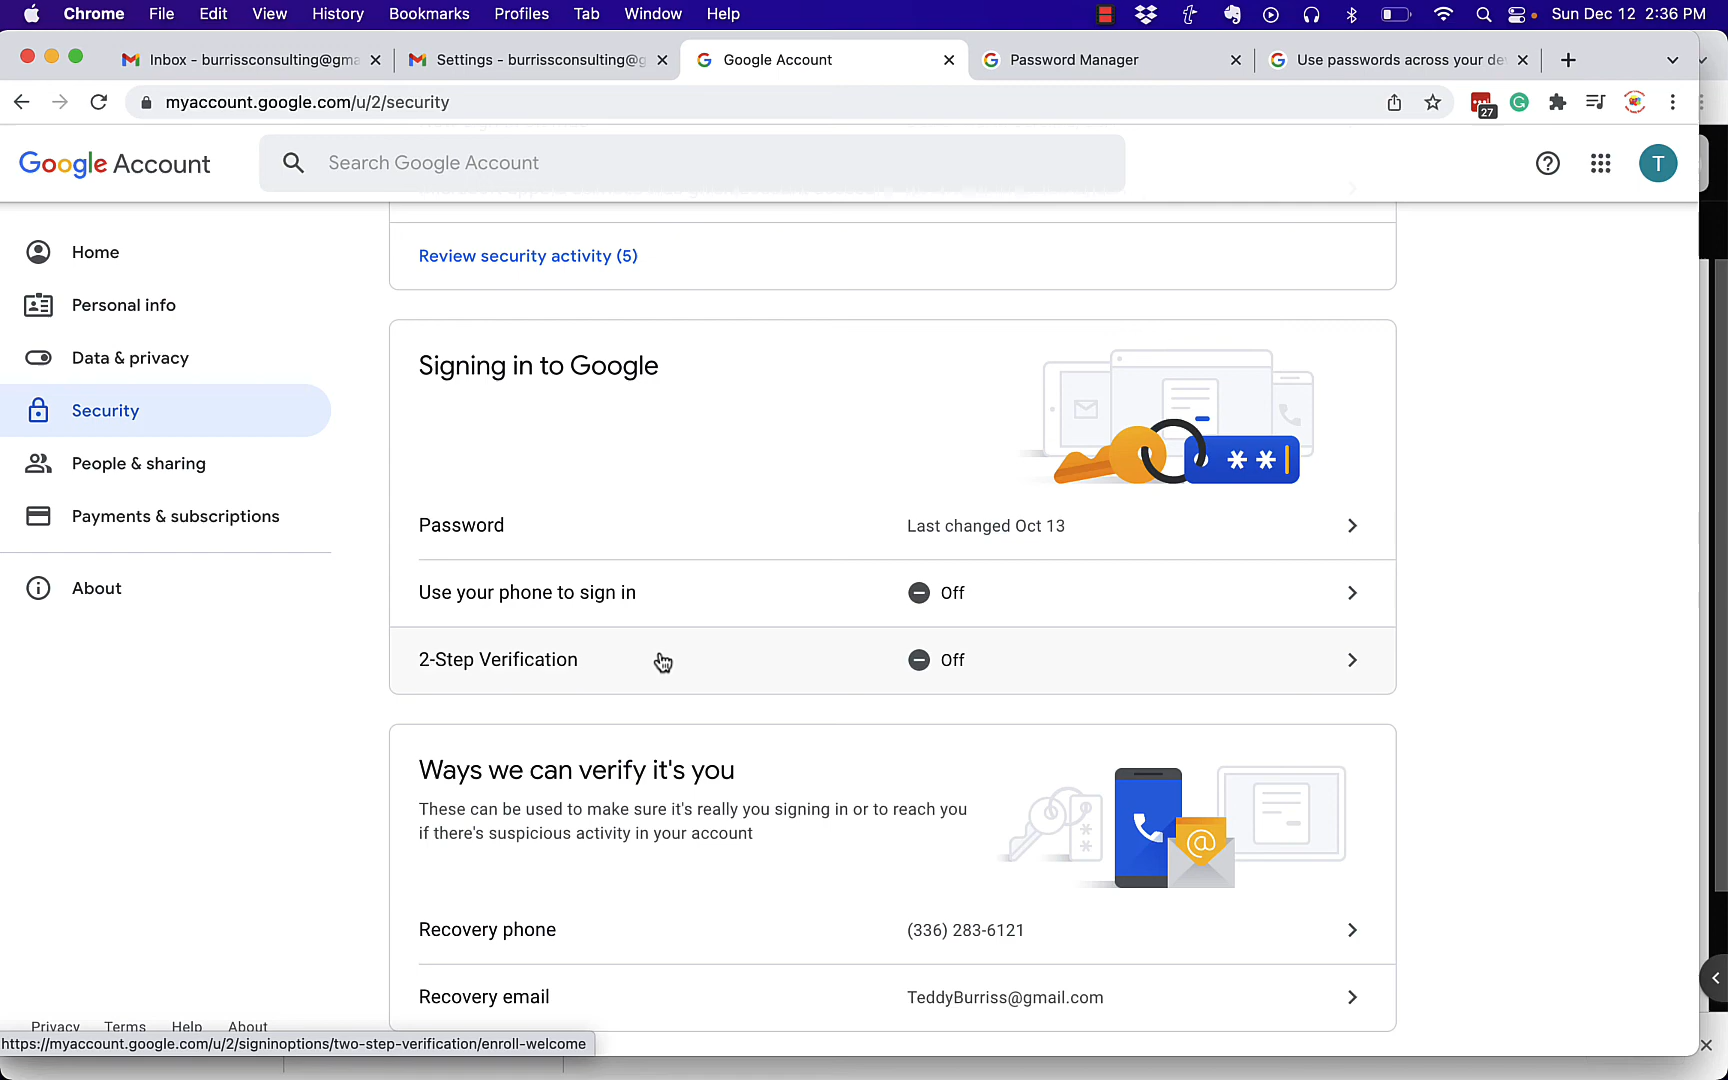 Chrome File Edit View History Bookmarks Profiles Tab Window Help Sun Dec 12 2:36 PM
Inbox - burrissconsulting@gma Settings - burrissconsulting@g Google Account Password Manager Use passwords across your de
myaccount.google.com/u/2/security
27
Google Account Search Google Account T
Home
Personal info
Data & privacy
Security
People & sharing
Payments & subscriptions
About
Review security activity (5)
Signing in to Google
**
Password Last changed Oct 13
Use your phone to sign in Off
2-Step Verification Off
Ways we can verify it's you
These can be used to make sure it's really you signing in or to reach you
if there's suspicious activity in your account
@
Recovery phone (336) 283-6121
Recovery email TeddyBurriss@gmail.com
Privacy Terms Help About
https://myaccount.google.com/u/2/signinoptions/two-step-verification/enroll-welcome